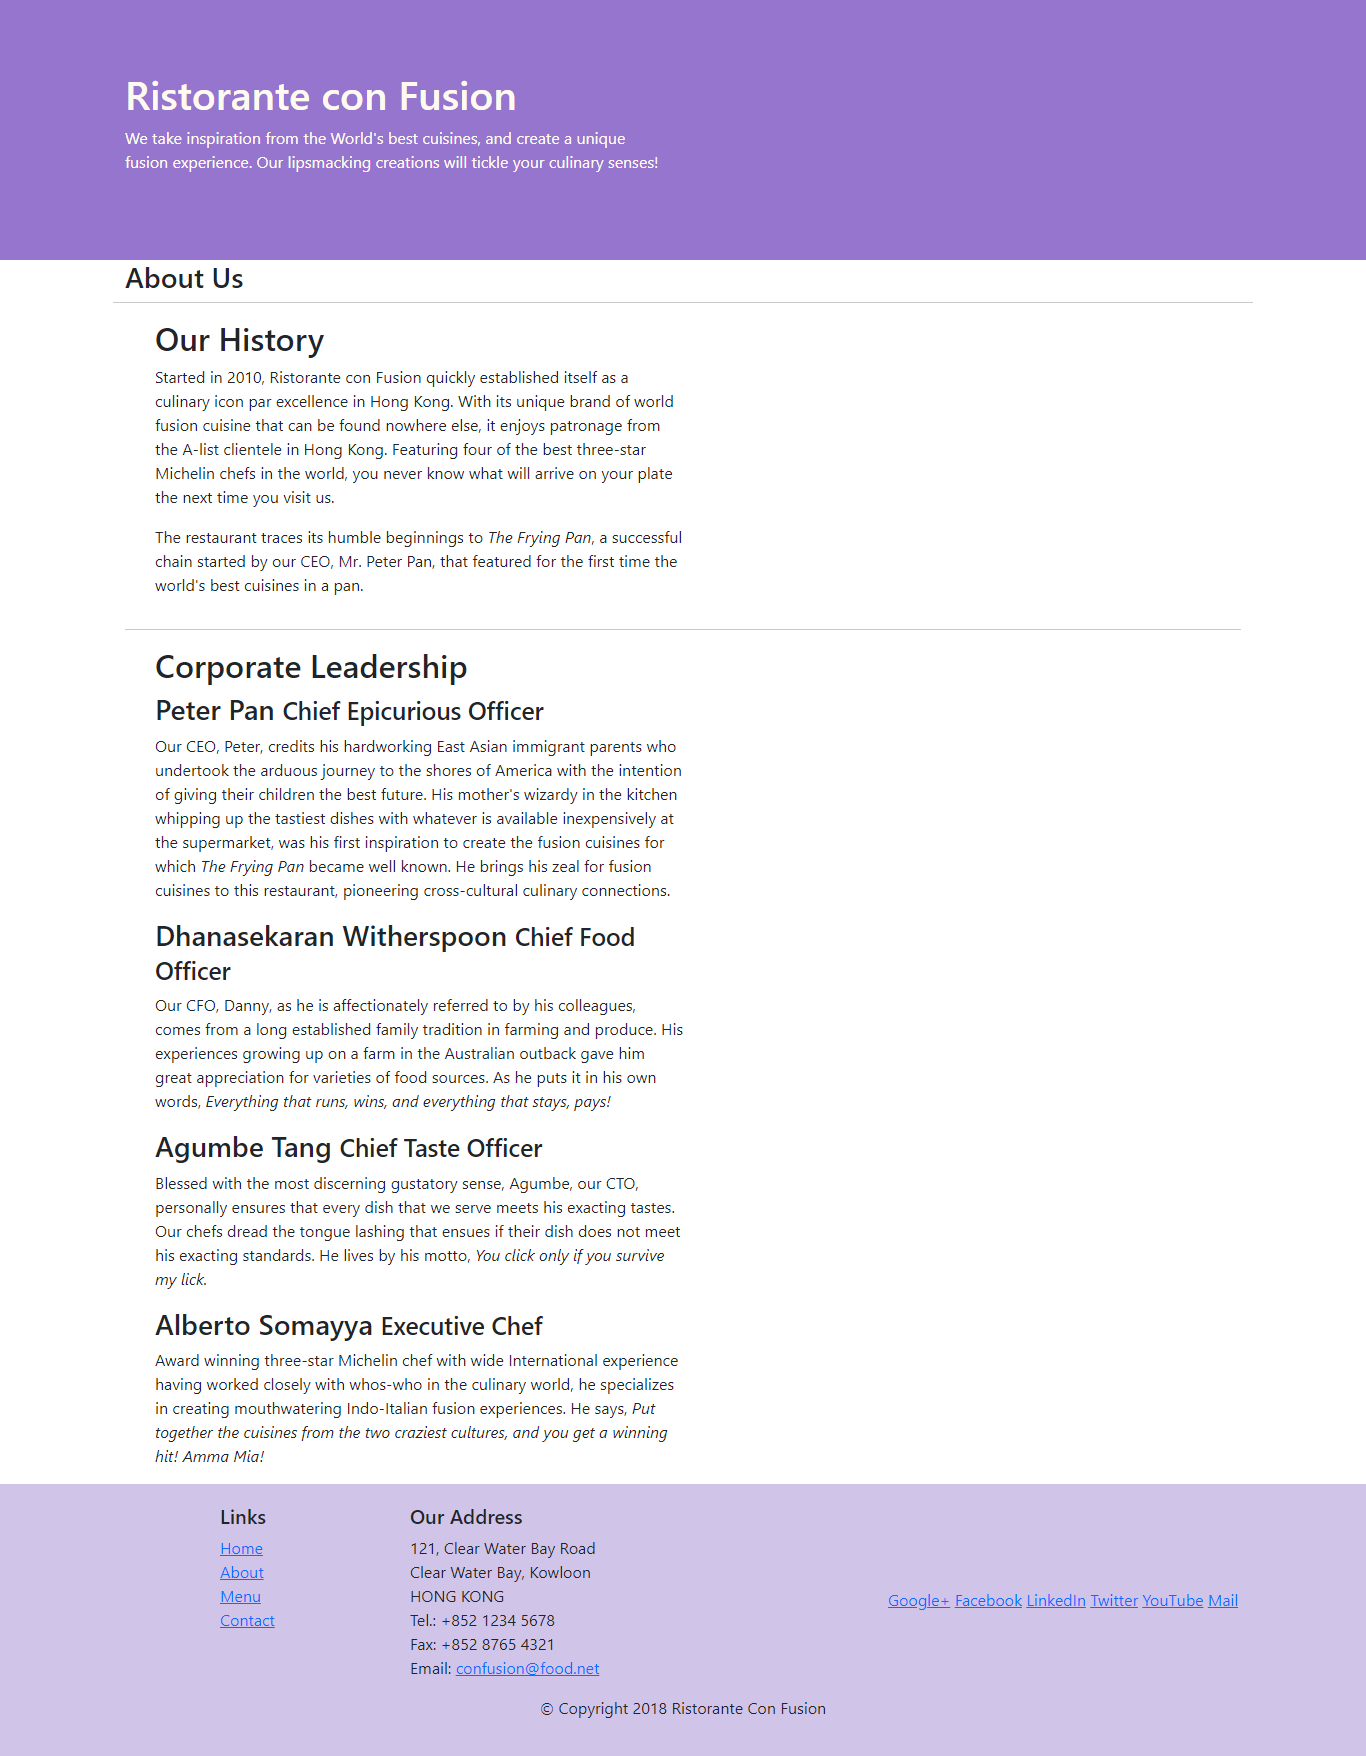 Ristorante con Fusion
We take inspiration from the World's best cuisines, and create a unique
fusion experience. Our lipsmacking creations will tickle your culinary senses!
About Us
Our History
Started in 2010, Ristorante con Fusion quickly established itself as a
culinary icon par excellence in Hong Kong. With its unique brand of world
fusion cuisine that can be found nowhere else, it enjoys patronage from
the A-list clientele in Hong Kong. Featuring four of the best three-star
Michelin chefs in the world, you never know what will arrive on your plate
the next time you visit us.
The restaurant traces its humble beginnings to The Frying Pan, a successful
chain started by our CEO, Mr. Peter Pan, that featured for the first time the
world's best cuisines in a pan.
Corporate Leadership
Peter Pan Chief Epicurious Officer
Our CEO, Peter, credits his hardworking East Asian immigrant parents who
undertook the arduous journey to the shores of America with the intention
of giving their children the best future. His mother's wizardy in the kitchen
whipping up the tastiest dishes with whatever is available inexpensively at
the supermarket, was his first inspiration to create the fusion cuisines for
which The Frying Pan became well known. He brings his zeal for fusion
cuisines to this restaurant, pioneering cross-cultural culinary connections.
Dhanasekaran Witherspoon Chief Food
Officer
Our CFO, Danny, as he is affectionately referred to by his colleagues,
comes from a long established family tradition in farming and produce. His
experiences growing up on a farm in the Australian outback gave him
great appreciation for varieties of food sources. As he puts it in his own
words, Everything that runs, wins, and everything that stays, pays!
Agumbe Tang Chief Taste Officer
Blessed with the most discerning gustatory sense, Agumbe, our CTO,
personally ensures that every dish that we serve meets his exacting tastes.
Our chefs dread the tongue lashing that ensues if their dish does not meet
his exacting standards. He lives by his motto, You click only if you survive
my lick.
Alberto Somayya Executive Chef
Award winning three-star Michelin chef with wide International experience
having worked closely with whos-who in the culinary world, he specializes
in creating mouthwatering Indo-Italian fusion experiences. He says, Put
together the cuisines from the two craziest cultures, and you get a winning
hit! Amma Mia!
Links
Home
About
Menu
Contact
Our Address
121, Clear Water Bay Road
Clear Water Bay, Kowloon
HONG KONG
Tel.: +852 1234 5678
Fax: +852 8765 4321
Email: confusion@food.net
Google+ Facebook LinkedIn Twitter YouTube Mail
© Copyright 2018 Ristorante Con Fusion